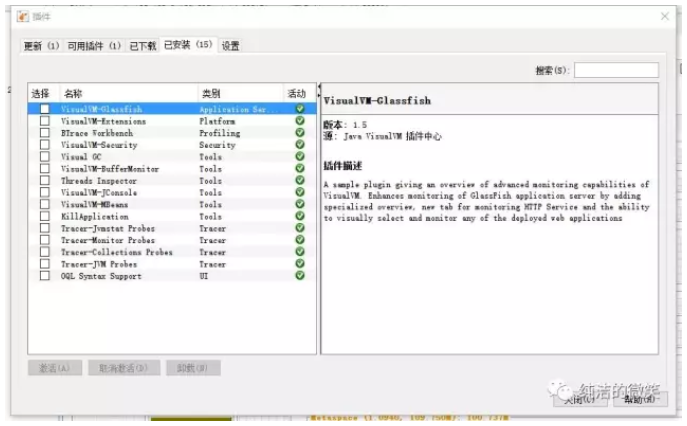 插件
更新 (1) 可用插件 (1) 已下载 已安装 (15) 设置
搜索(S):
选择 名称 类别 活动
VisualVM-Glassfish Application Ser...
VisualVM-Extensions Platform
BTrace Workbench Profiling
VisualVM-Security Security
Visual GC Tools
VisualVM-BufferMonitor Tools
Threads Inspector Tools
VisualVM-JConsole Tools
VisualVM-MBeans Tools
KillApplication Tools
Tracer-Jvmstat Probes Tracer
Tracer-Monitor Probes Tracer
Tracer-Collections Probes Tracer
Tracer-JVM Probes Tracer
OQL Syntax Support UI
VisualVM-Glassfish
版本: 1.5
源: Java VisualVM 插件中心
插件描述
A sample plugin giving an overview of advanced monitoring capabilities of
VisualVM. Enhances monitoring of GlassFish application server by adding
specialized overview, new tab for monitoring HTTP Service and the ability
to visually select and monitor any of the deployed web applications
激活(A) 取消激活(D) 卸载(N)
纯洁的微笑
关闭(C) 帮助(H)